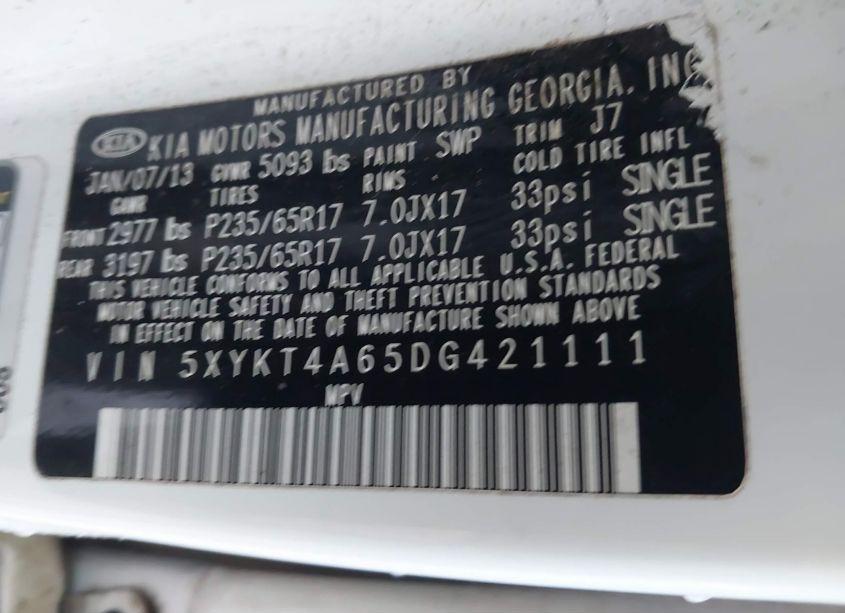 MANUFACTURED BY
KIA KIA MOTORS MANUFACTURING GEORGIA, INC
JAN/07/13 GVWR 5093 lbs PAINT SWP TRIM J7
GAWR TIRES RIMS COLD TIRE INFL
FRONT 2977 lbs P235/65R17 7.0JX17 33psi SINGLE
REAR 3197 lbs P235/65R17 7.0JX17 33psi SINGLE
THIS VEHICLE CONFORMS TO ALL APPLICABLE U.S.A. FEDERAL
MOTOR VEHICLE SAFETY AND THEFT PREVENTION STANDARDS
IN EFFECT ON THE DATE OF MANUFACTURE SHOWN ABOVE
VIN 5XYKT4A65DG421111
MPV